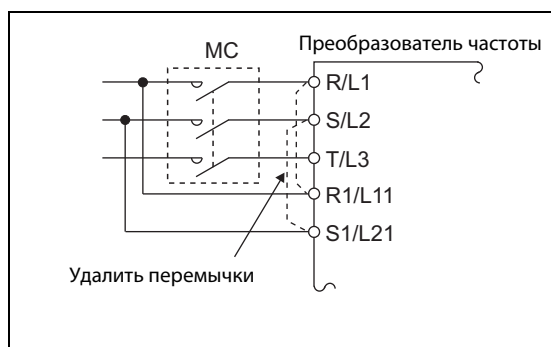 MC
Преобразователь частоты
R/L1
S/L2
T/L3
R1/L11
S1/L21
Удалить перемычки